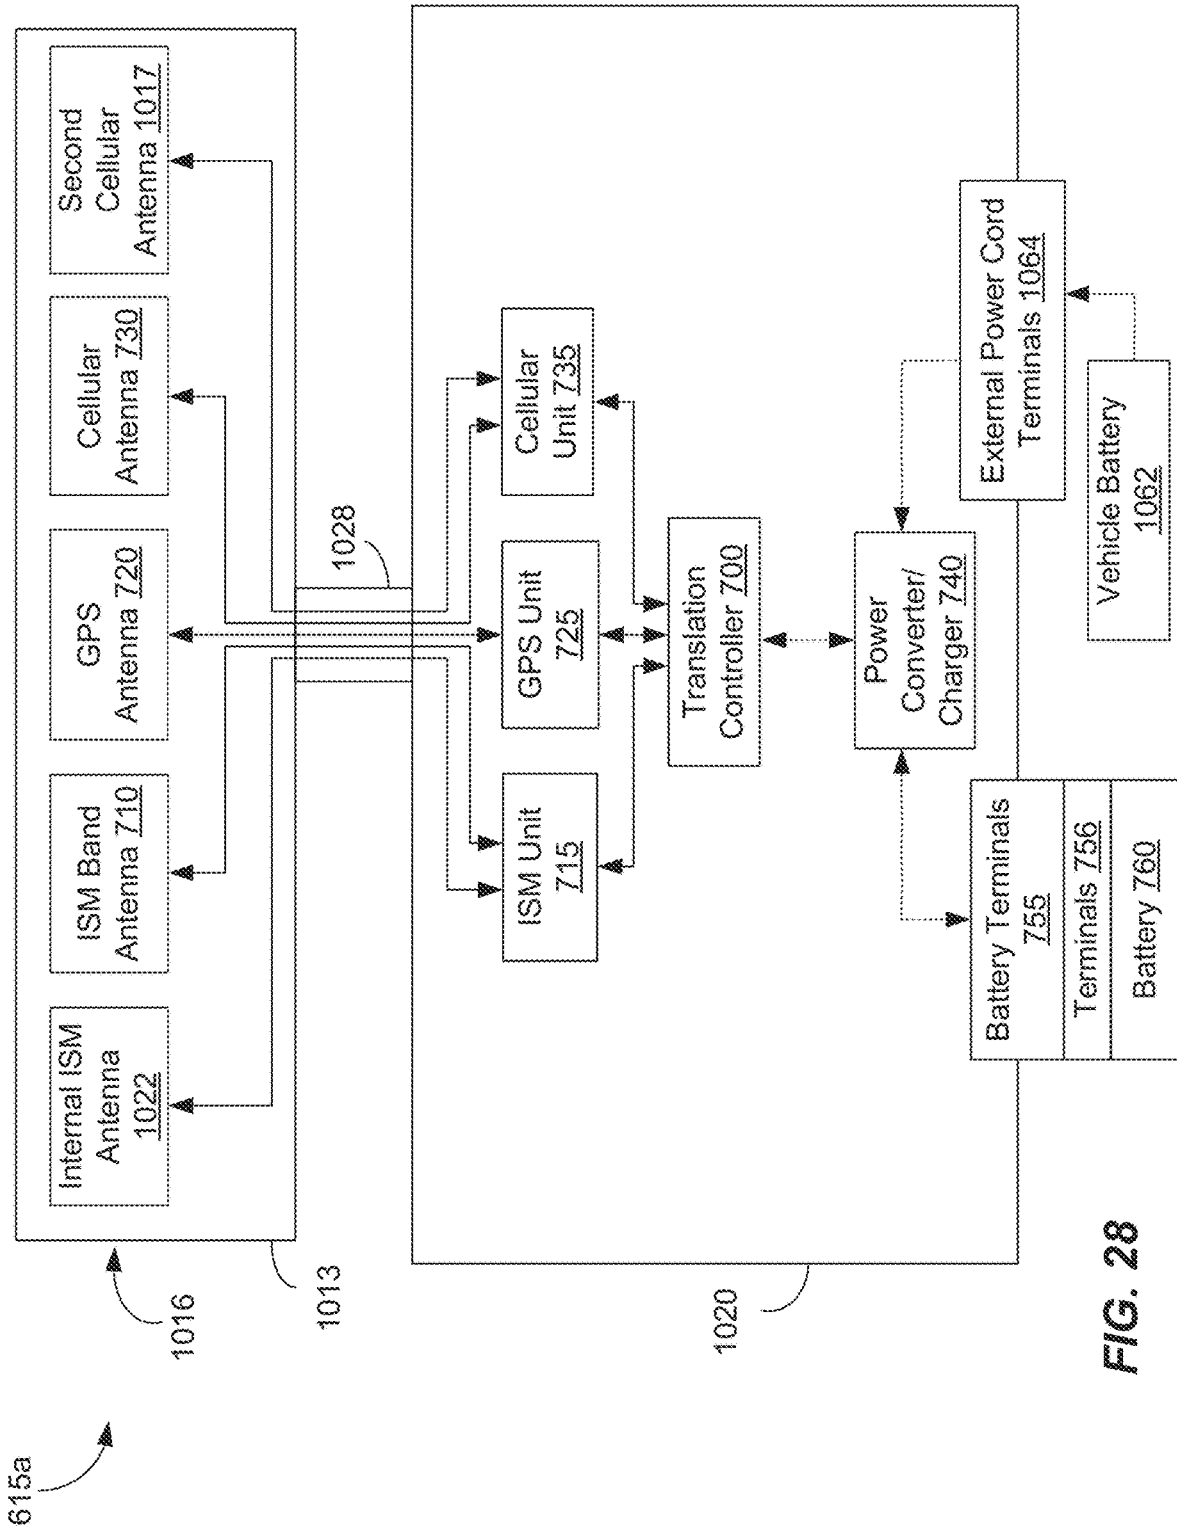 615a
1016
1013
Internal ISM
Antenna
1022
ISM Band
Antenna 710
GPS
Antenna 720
Cellular
Antenna 730
Second
Cellular
Antenna 1017
1028
1020
ISM Unit
715
GPS Unit
725
Cellular
Unit 735
Translation
Controller 700
Power
Converter/
Charger 740
Battery Terminals
755
Terminals 756
Battery 760
External Power Cord
Terminals 1064
Vehicle Battery
1062
FIG. 28